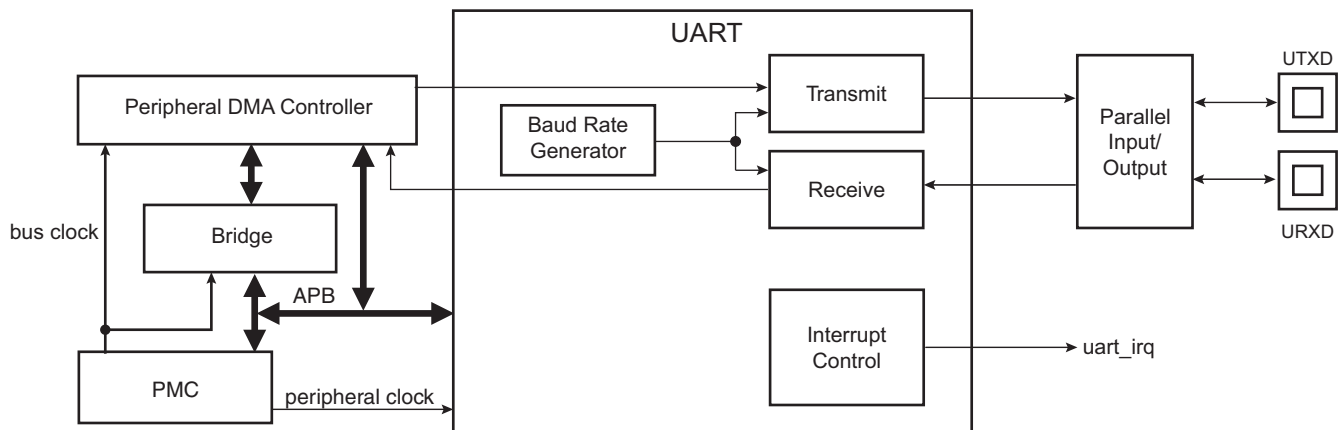 UART
UTXD
Peripheral DMA Controller
Transmit
Baud Rate
Generator
Parallel
Input/
Output
Receive
bus clock
Bridge
URXD
APB
Interrupt
Control
uart_irq
PMC
peripheral clock